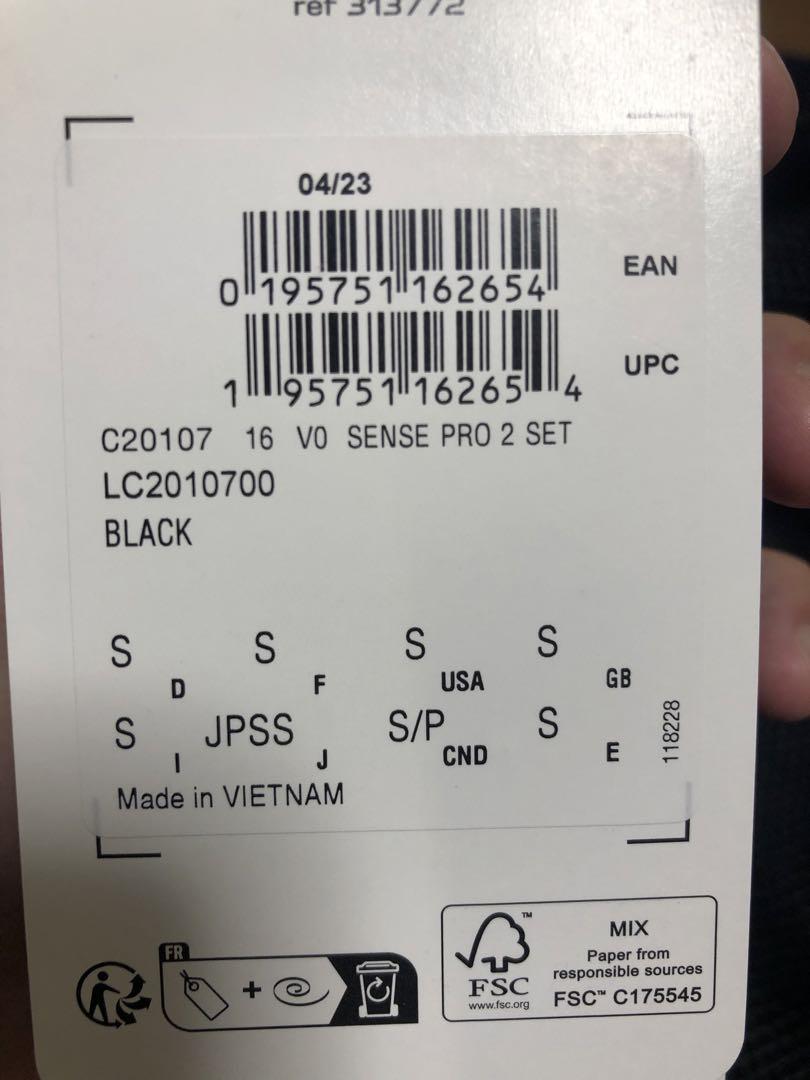 ref 313772
04/23
0 195751 162654
EAN
1 95751 16265 4
UPC
C20107 16 V0 SENSE PRO 2 SET
LC2010700
BLACK
S D S F S USA S GB
S I JPSS J S/P CND S E
118228
Made in VIETNAM
FR
+
FSC™
www.fsc.org
MIX
Paper from
responsible sources
FSC™ C175545